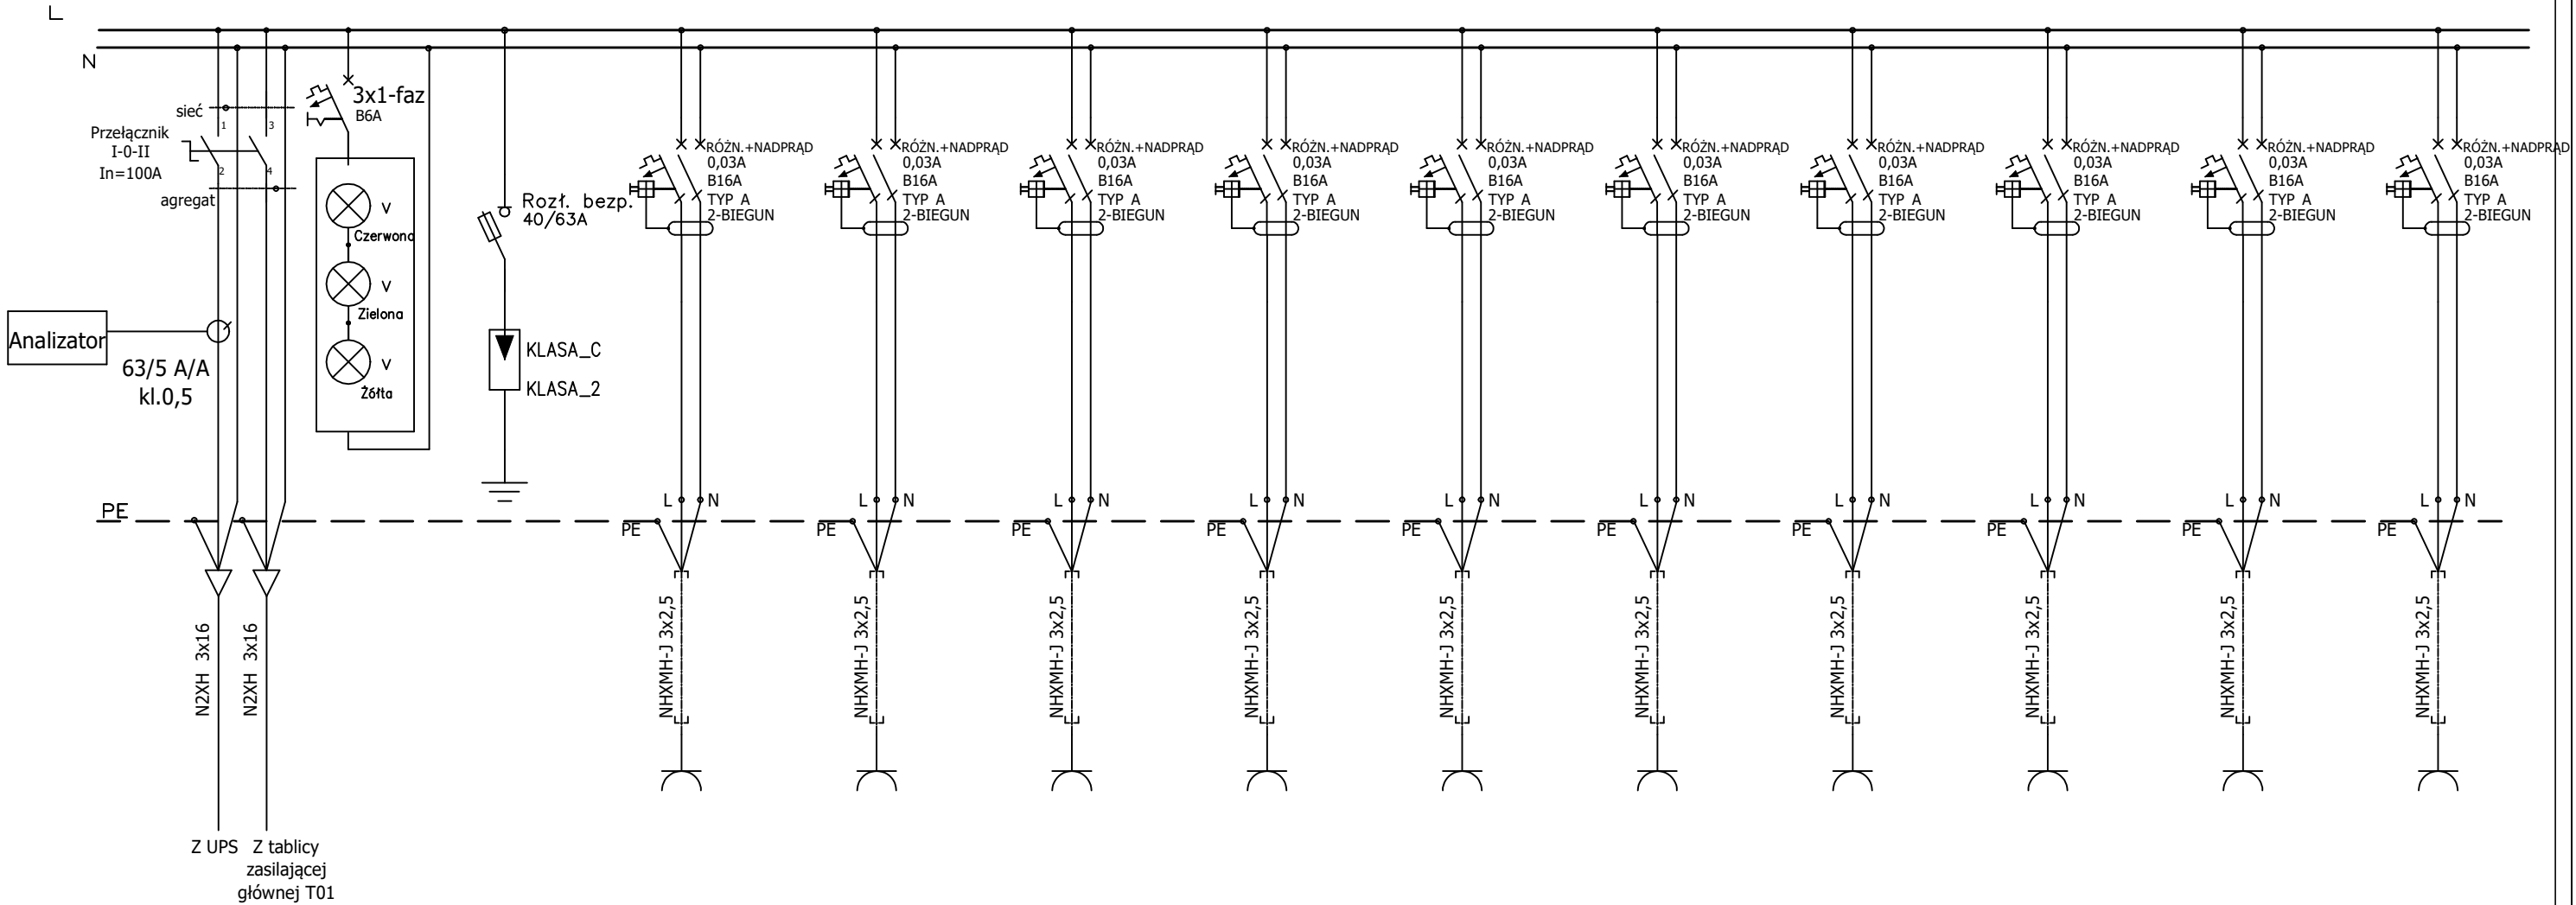 L
N
sieć
Przełącznik
I-0-II
In=100A
agregat
1
3
2
4
3x1-faz
B6A
V
Czerwona
V
Zielona
V
Żółta
Analizator
63/5 A/A
kl.0,5
Rozł. bezp.
40/63A
KLASA_C
KLASA_2
RÓŻN.+NADPRĄD
0,03A
B16A
TYP A
2-BIEGUN
RÓŻN.+NADPRĄD
0,03A
B16A
TYP A
2-BIEGUN
RÓŻN.+NADPRĄD
0,03A
B16A
TYP A
2-BIEGUN
RÓŻN.+NADPRĄD
0,03A
B16A
TYP A
2-BIEGUN
RÓŻN.+NADPRĄD
0,03A
B16A
TYP A
2-BIEGUN
RÓŻN.+NADPRĄD
0,03A
B16A
TYP A
2-BIEGUN
RÓŻN.+NADPRĄD
0,03A
B16A
TYP A
2-BIEGUN
RÓŻN.+NADPRĄD
0,03A
B16A
TYP A
2-BIEGUN
RÓŻN.+NADPRĄD
0,03A
B16A
TYP A
2-BIEGUN
RÓŻN.+NADPRĄD
0,03A
B16A
TYP A
2-BIEGUN
PE
L N
PE
L N
PE
L N
PE
L N
PE
L N
PE
L N
PE
L N
PE
L N
PE
L N
PE
L N
PE
N2XH 3x16
N2XH 3x16
NHXMH-J 3x2,5
NHXMH-J 3x2,5
NHXMH-J 3x2,5
NHXMH-J 3x2,5
NHXMH-J 3x2,5
NHXMH-J 3x2,5
NHXMH-J 3x2,5
NHXMH-J 3x2,5
NHXMH-J 3x2,5
NHXMH-J 3x2,5
Z UPS
Z tablicy
zasilającej
głównej T01